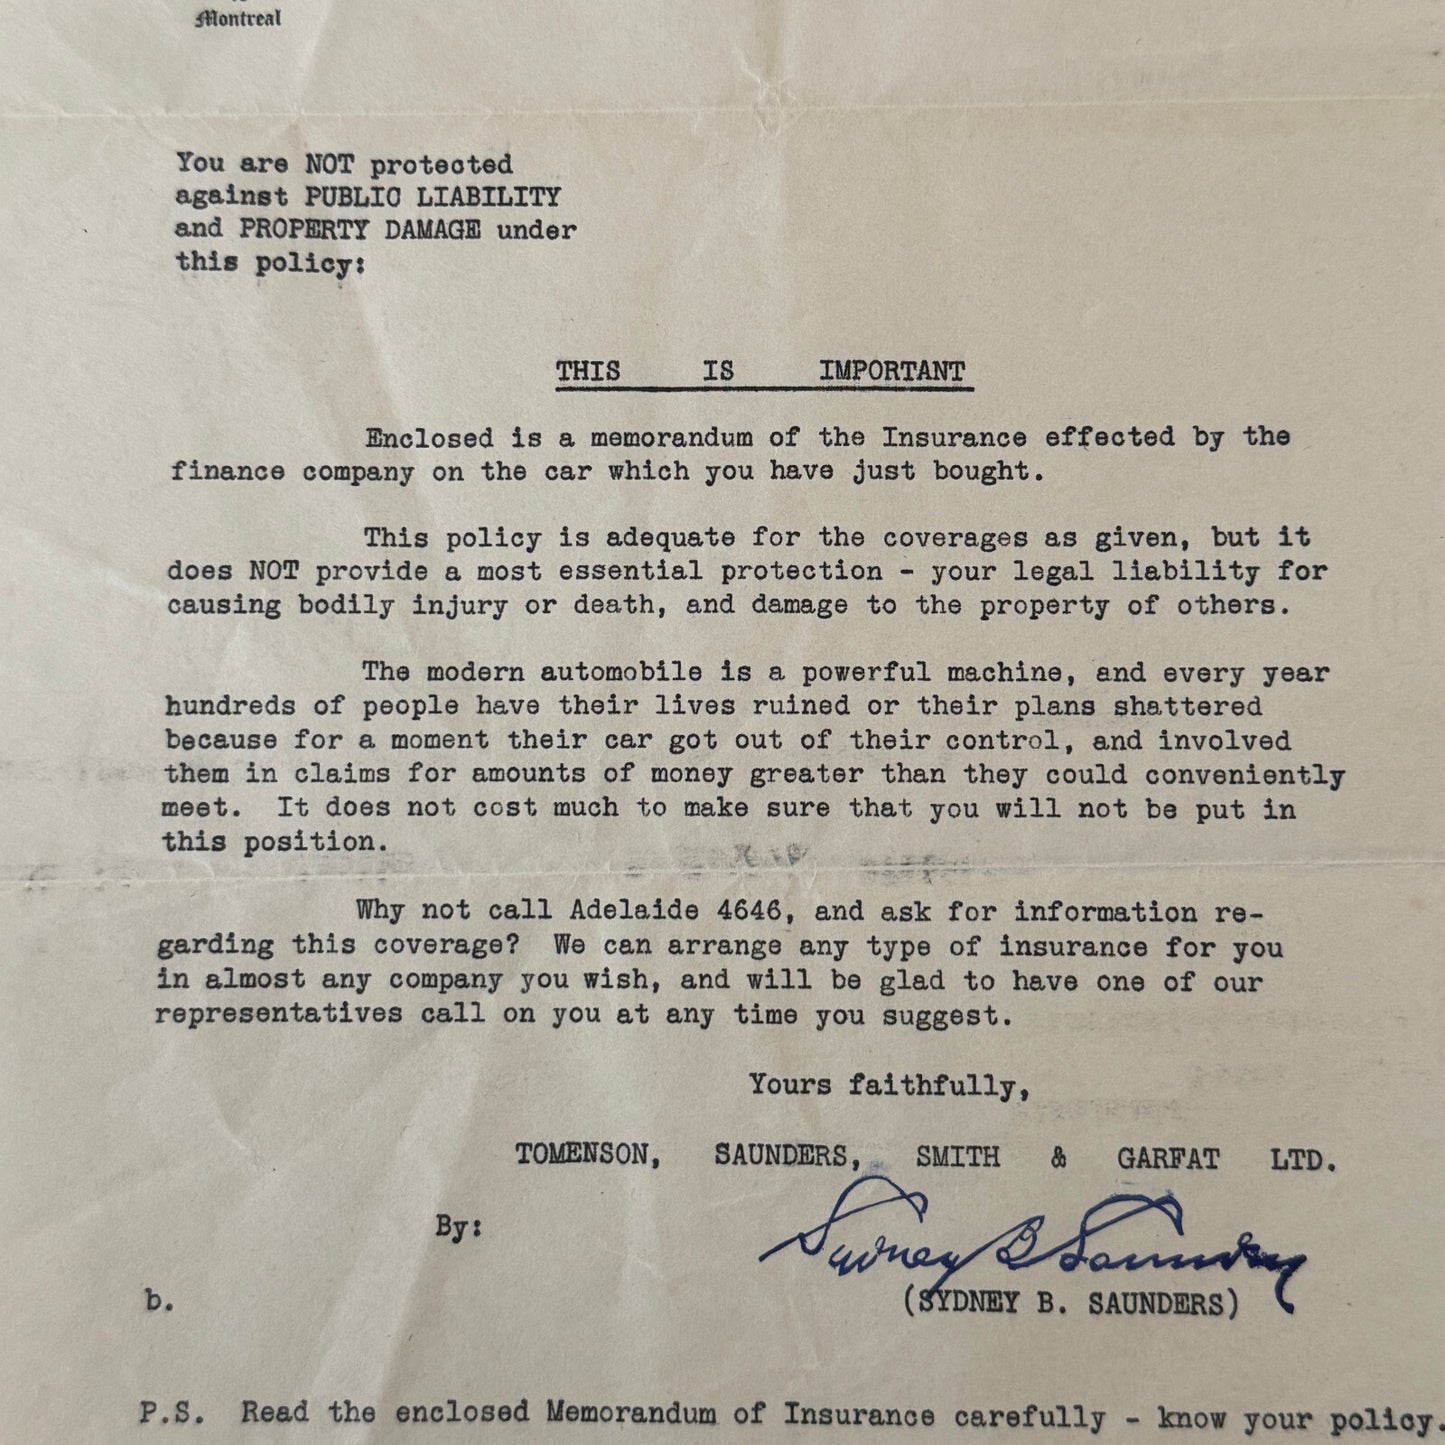 Montreal
You are NOT protected
against PUBLIC LIABILITY
and PROPERTY DAMAGE under
this policy:
THIS IS IMPORTANT
Enclosed is a memorandum of the Insurance effected by the
finance company on the car which you have just bought.
This policy is adequate for the coverages as given, but it
does NOT provide a most essential protection - your legal liability for
causing bodily injury or death, and damage to the property of others.
The modern automobile is a powerful machine, and every year
hundreds of people have their lives ruined or their plans shattered
because for a moment their car got out of their control, and involved
them in claims for amounts of money greater than they could conveniently
meet. It does not cost much to make sure that you will not be put in
this position.
Why not call Adelaide 4646, and ask for information re-
garding this coverage? We can arrange any type of insurance for you
in almost any company you wish, and will be glad to have one of our
representatives call on you at any time you suggest.
Yours faithfully,
TOMENSON, SAUNDERS, SMITH & GARFAT LTD.
By: Sydney B Saunders
b. (SYDNEY B. SAUNDERS)
P.S. Read the enclosed Memorandum of Insurance carefully - know your policy.